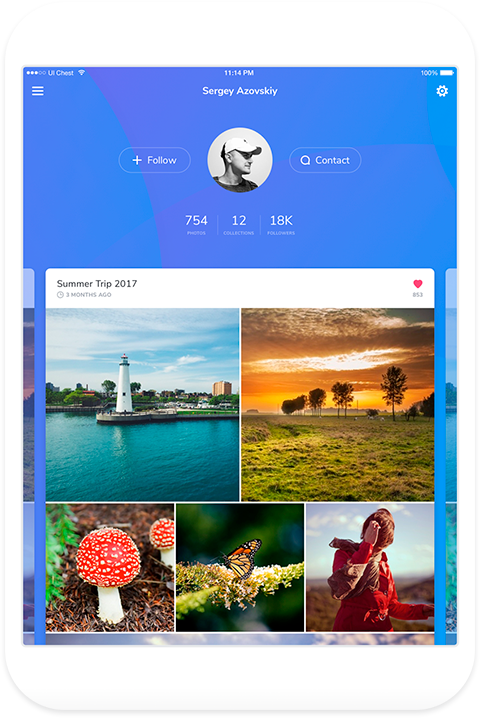 UI Chest 11:14 PM 100%
Sergey Azovskiy
Follow Contact
754 12 18K
PHOTOS COLLECTIONS FOLLOWERS
Summer Trip 2017
3 MONTHS AGO 853